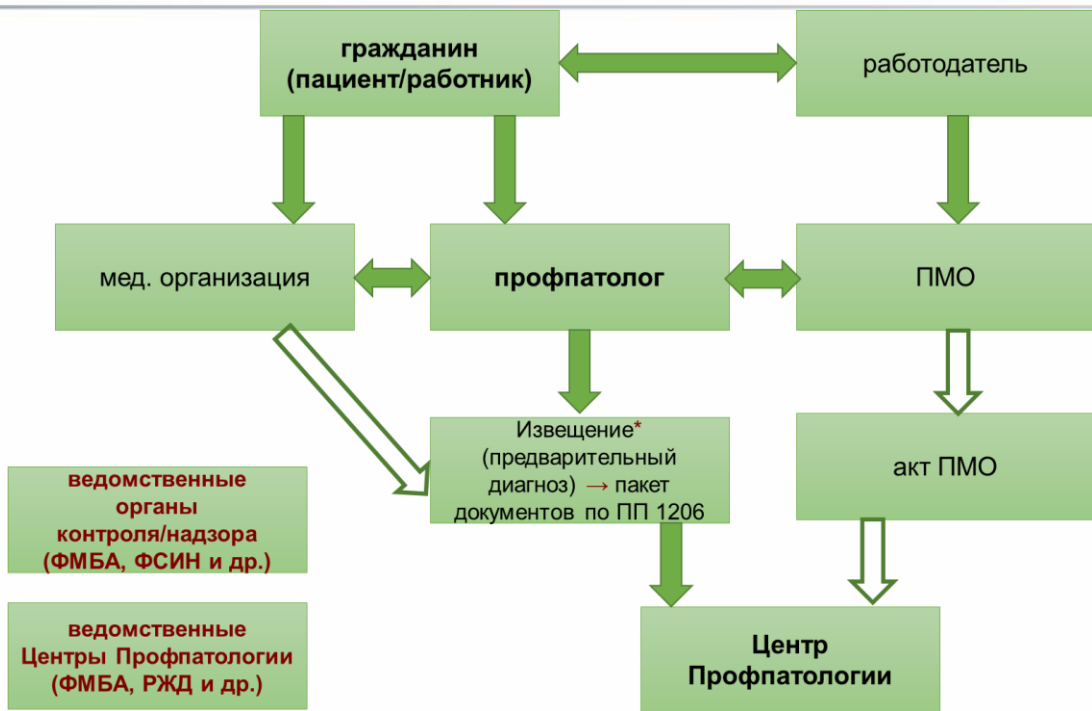 гражданин
(пациент/работник)
работодатель
мед. организация
профпатолог
ПМО
Извещение*
(предварительный
диагноз) → пакет
документов по ПП 1206
акт ПМО
ведомственные
органы
контроля/надзора
(ФМБА, ФСИН и др.)
ведомственные
Центры Профпатологии
(ФМБА, РЖД и др.)
Центр
Профпатологии